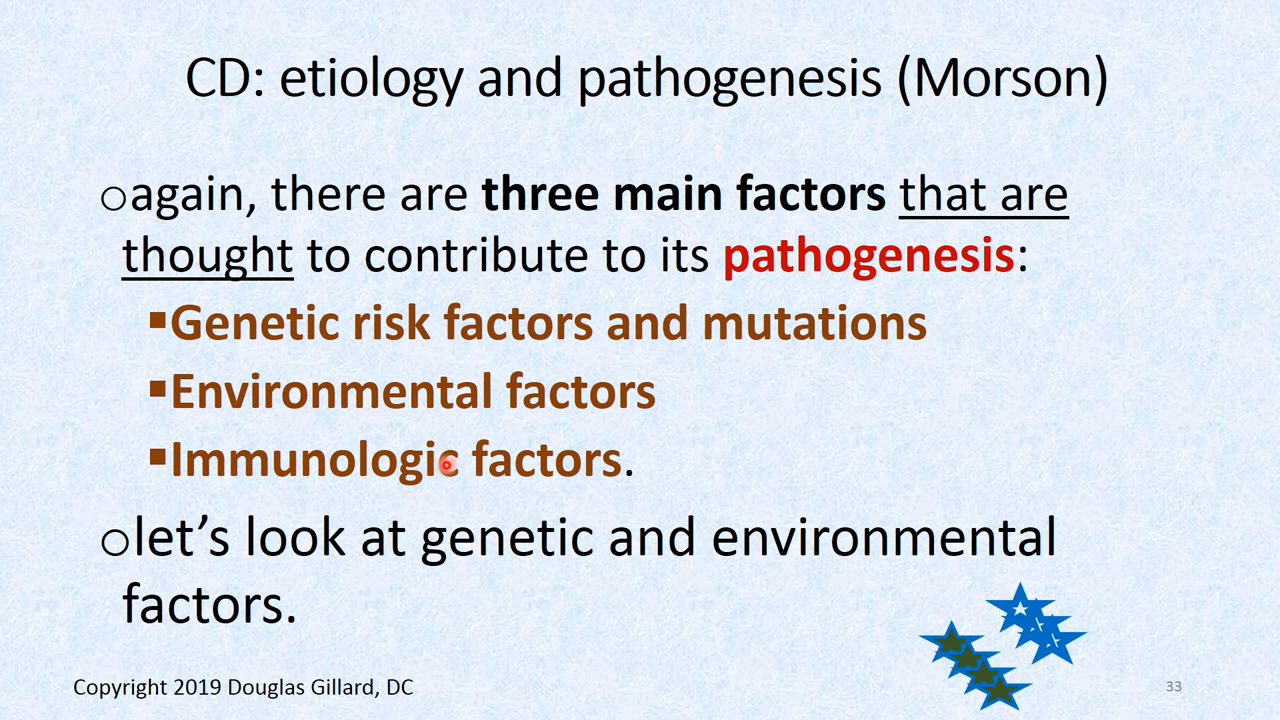 CD: etiology and pathogenesis (Morson)
again, there are three main factors that are
thought to contribute to its pathogenesis:
Genetic risk factors and mutations
Environmental factors
Immunologic factors.
let’s look at genetic and environmental
factors.
Copyright 2019 Douglas Gillard, DC
33